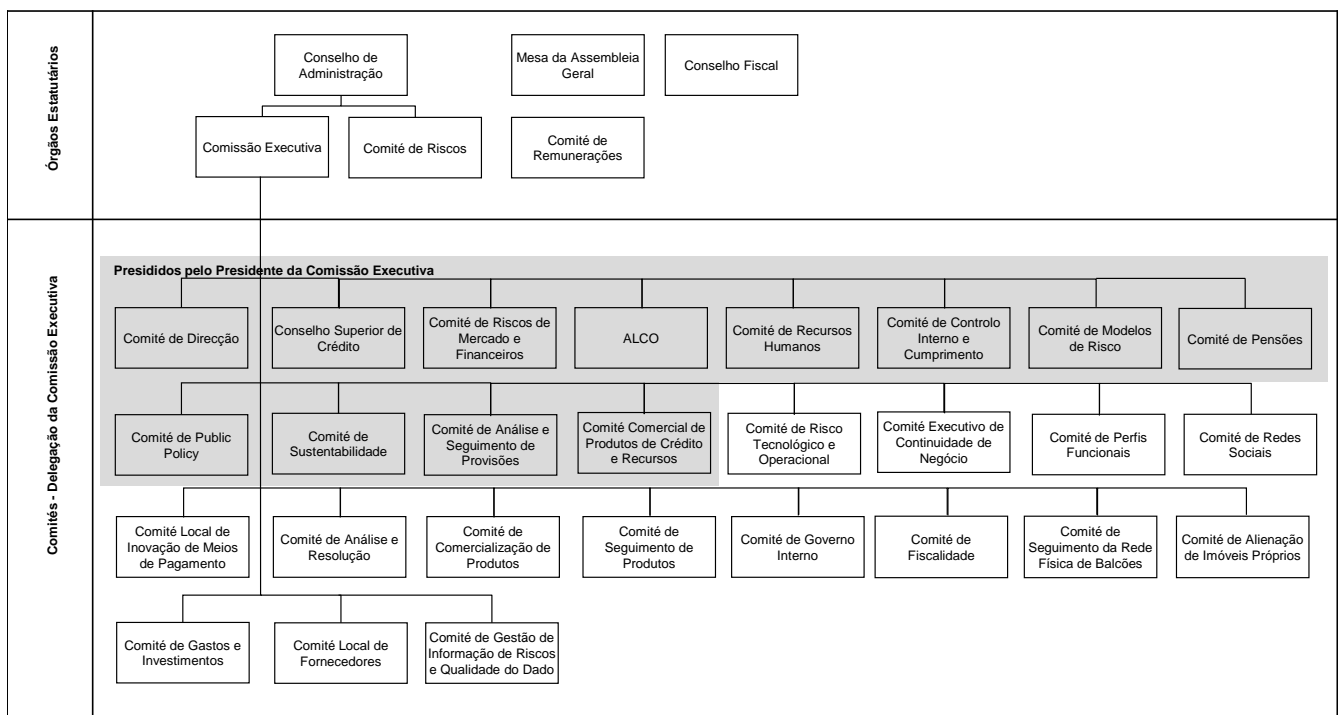 Órgãos Estatutários
Conselho de
Administração
Mesa da Assembleia
Geral
Conselho Fiscal
Comissão Executiva
Comité de Riscos
Comité de
Remunerações
Comités - Delegação da Comissão Executiva
Presididos pelo Presidente da Comissão Executiva
Comité de Direcção
Conselho Superior de
Crédito
Comité de Riscos de
Mercado e
Financeiros
ALCO
Comité de Recursos
Humanos
Comité de Controlo
Interno e
Cumprimento
Comité de Modelos
de Risco
Comité de Pensões
Comité de Public
Policy
Comité de
Sustentabilidade
Comité de Análise e
Seguimento de
Provisões
Comité Comercial de
Produtos de Crédito
e Recursos
Comité de Risco
Tecnológico e
Operacional
Comité Executivo de
Continuidade de
Negócio
Comité de Perfis
Funcionais
Comité de Redes
Sociais
Comité Local de
Inovação de Meios
de Pagamento
Comité de Análise e
Resolução
Comité de
Comercialização de
Produtos
Comité de
Seguimento de
Produtos
Comité de Governo
Interno
Comité de
Fiscalidade
Comité de
Seguimento da Rede
Física de Balcões
Comité de Alienação
de Imóveis Próprios
Comité de Gastos e
Investimentos
Comité Local de
Fornecedores
Comité de Gestão de
Informação de Riscos
e Qualidade do Dado